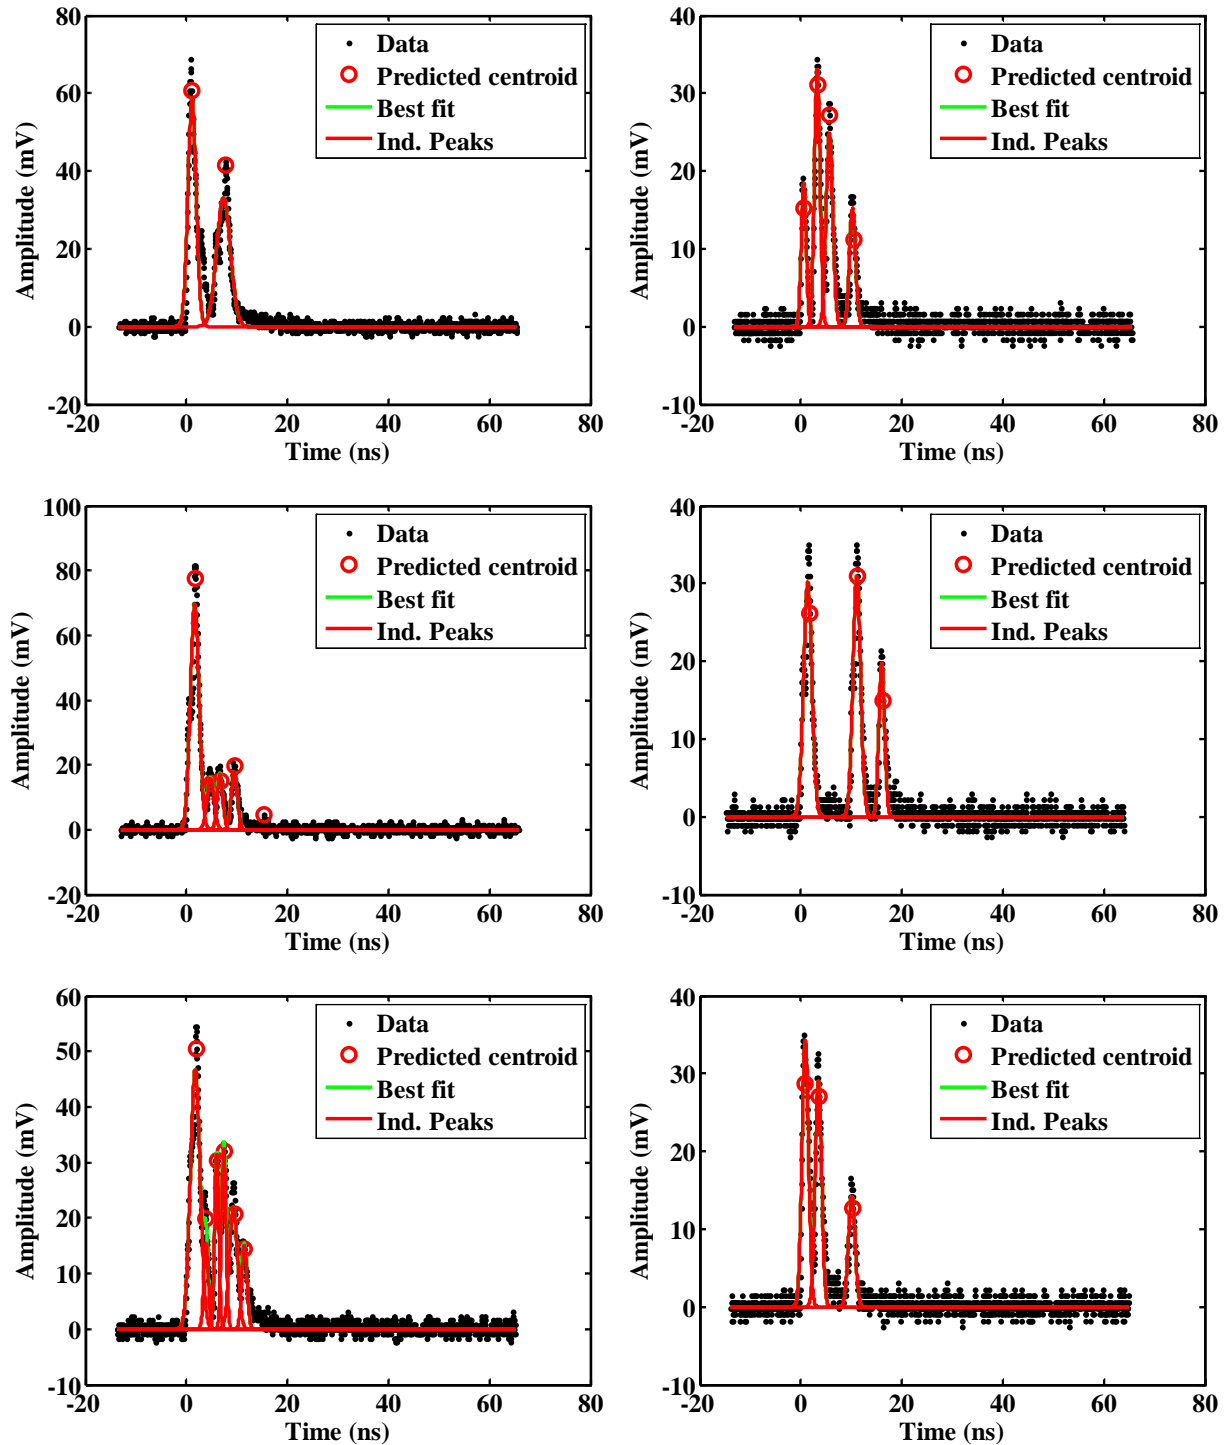 80
60
40
20
0
-20
-20 0 20 40 60 80
Amplitude (mV)
Time (ns)
Data
Predicted centroid
Best fit
Ind. Peaks
40
30
20
10
0
-10
-20 0 20 40 60 80
Amplitude (mV)
Time (ns)
Data
Predicted centroid
Best fit
Ind. Peaks
100
80
60
40
20
0
-20
-20 0 20 40 60 80
Amplitude (mV)
Time (ns)
Data
Predicted centroid
Best fit
Ind. Peaks
40
30
20
10
0
-10
-20 0 20 40 60 80
Amplitude (mV)
Time (ns)
Data
Predicted centroid
Best fit
Ind. Peaks
60
50
40
30
20
10
0
-10
-20 0 20 40 60 80
Amplitude (mV)
Time (ns)
Data
Predicted centroid
Best fit
Ind. Peaks
40
30
20
10
0
-10
-20 0 20 40 60 80
Amplitude (mV)
Time (ns)
Data
Predicted centroid
Best fit
Ind. Peaks